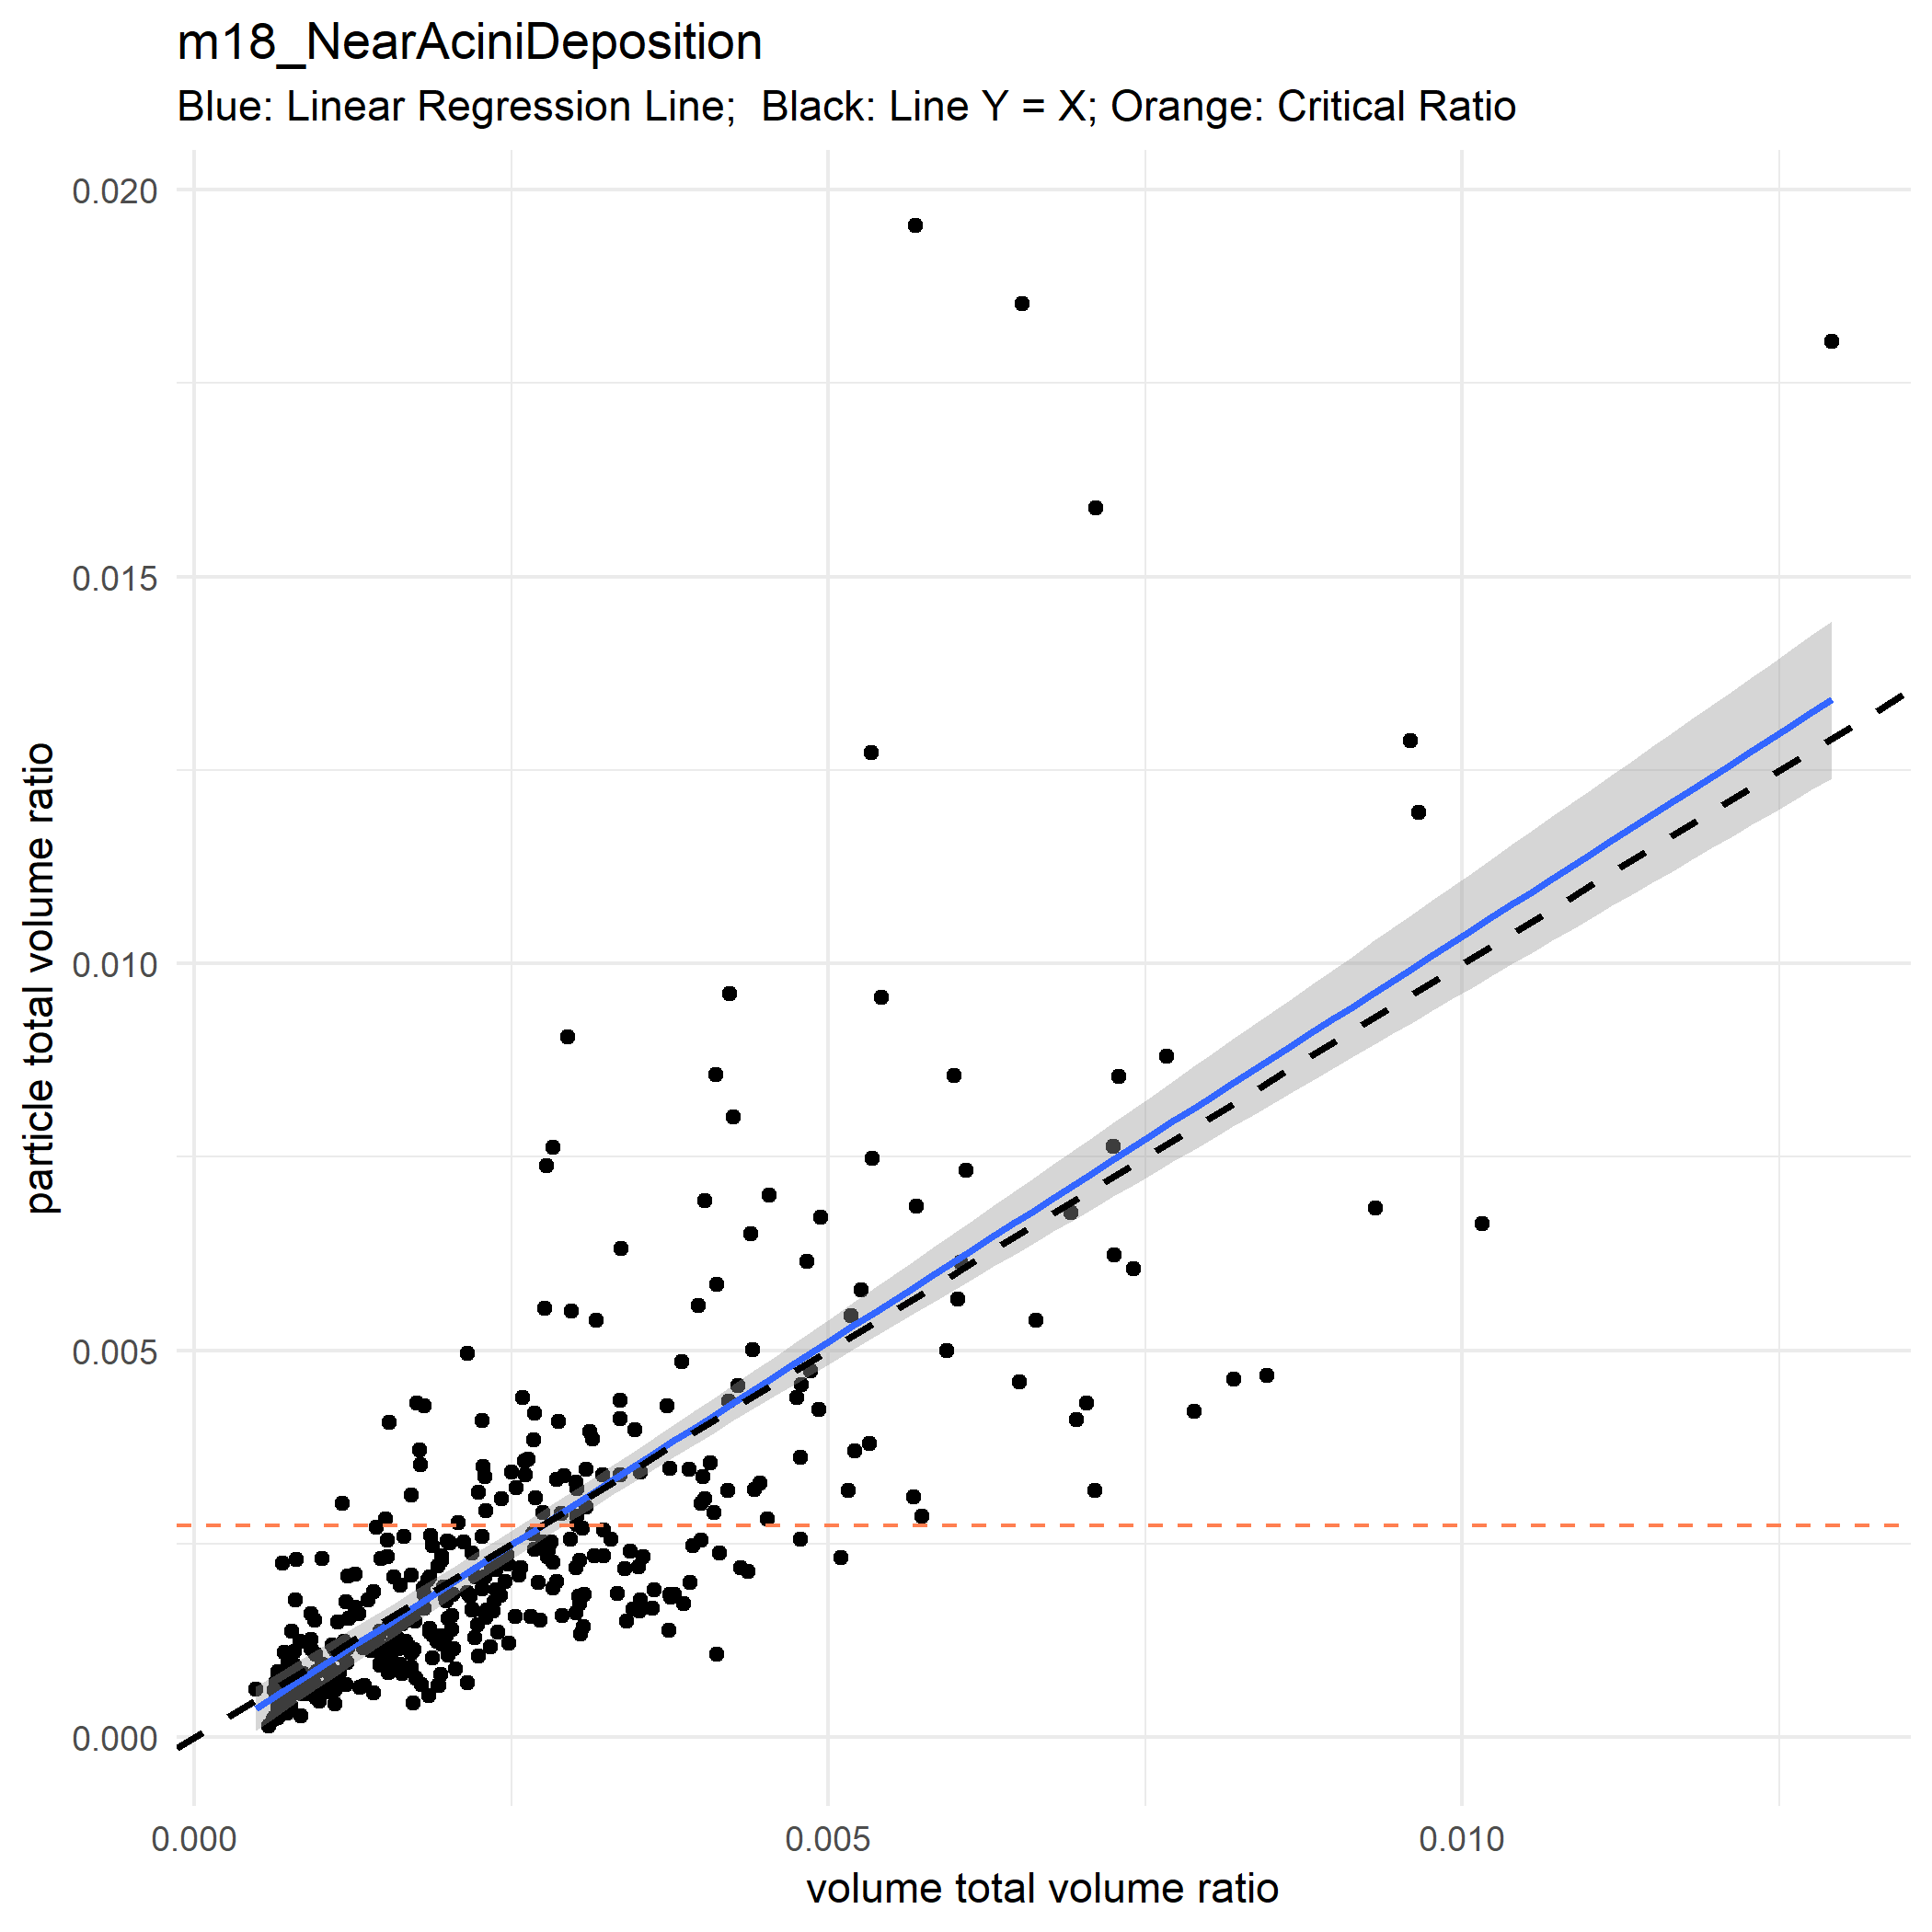 m18_NearAciniDeposition
Blue: Linear Regression Line;  Black: Line Y = X; Orange: Critical Ratio
0.020
0.015
0.010
0.005
0.000
particle total volume ratio
0.000
0.005
0.010
volume total volume ratio